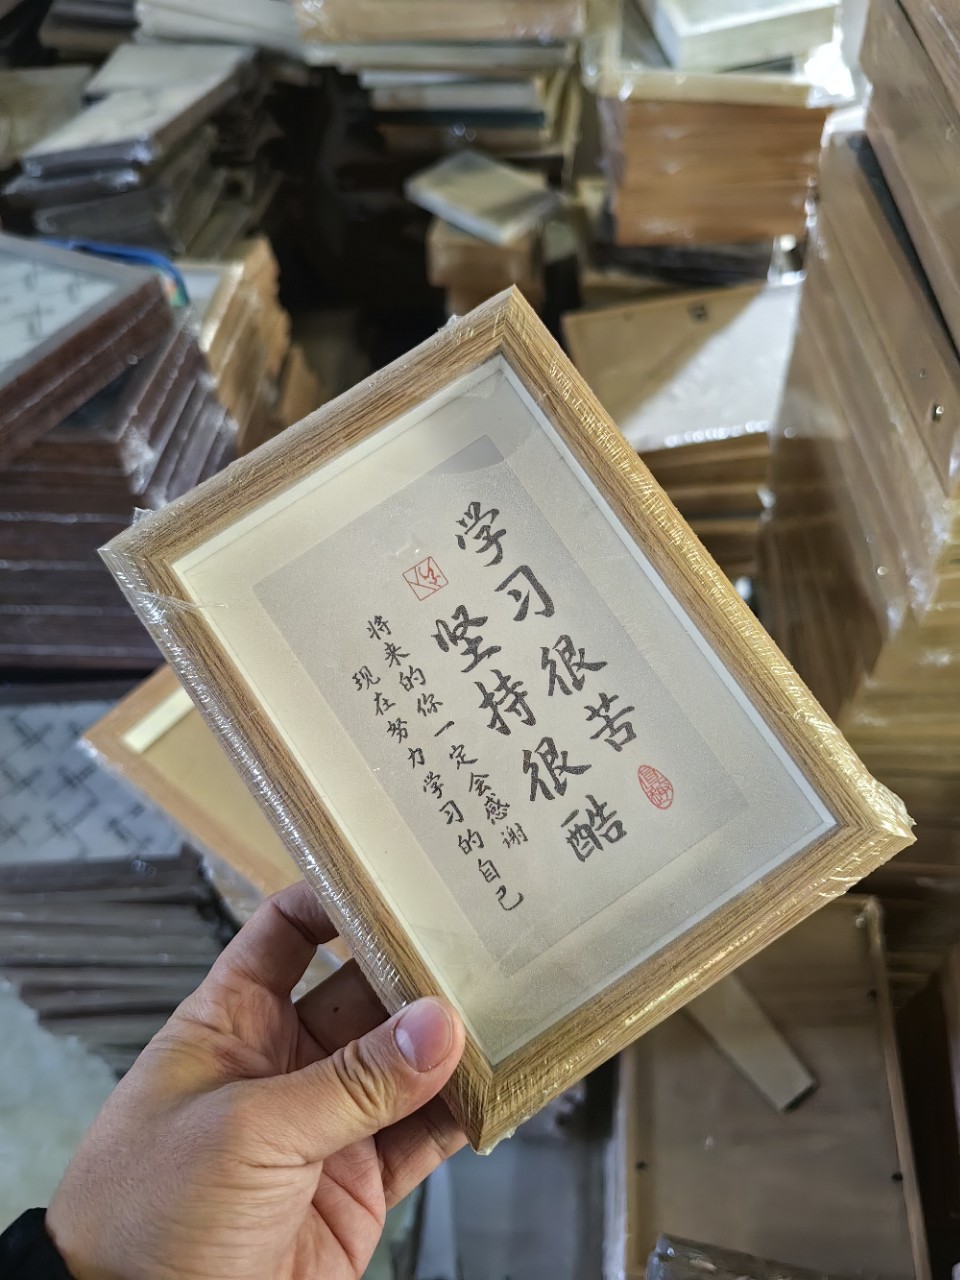 学习很苦
坚持很酷
将来的你一定会感谢
现在努力学习的自己